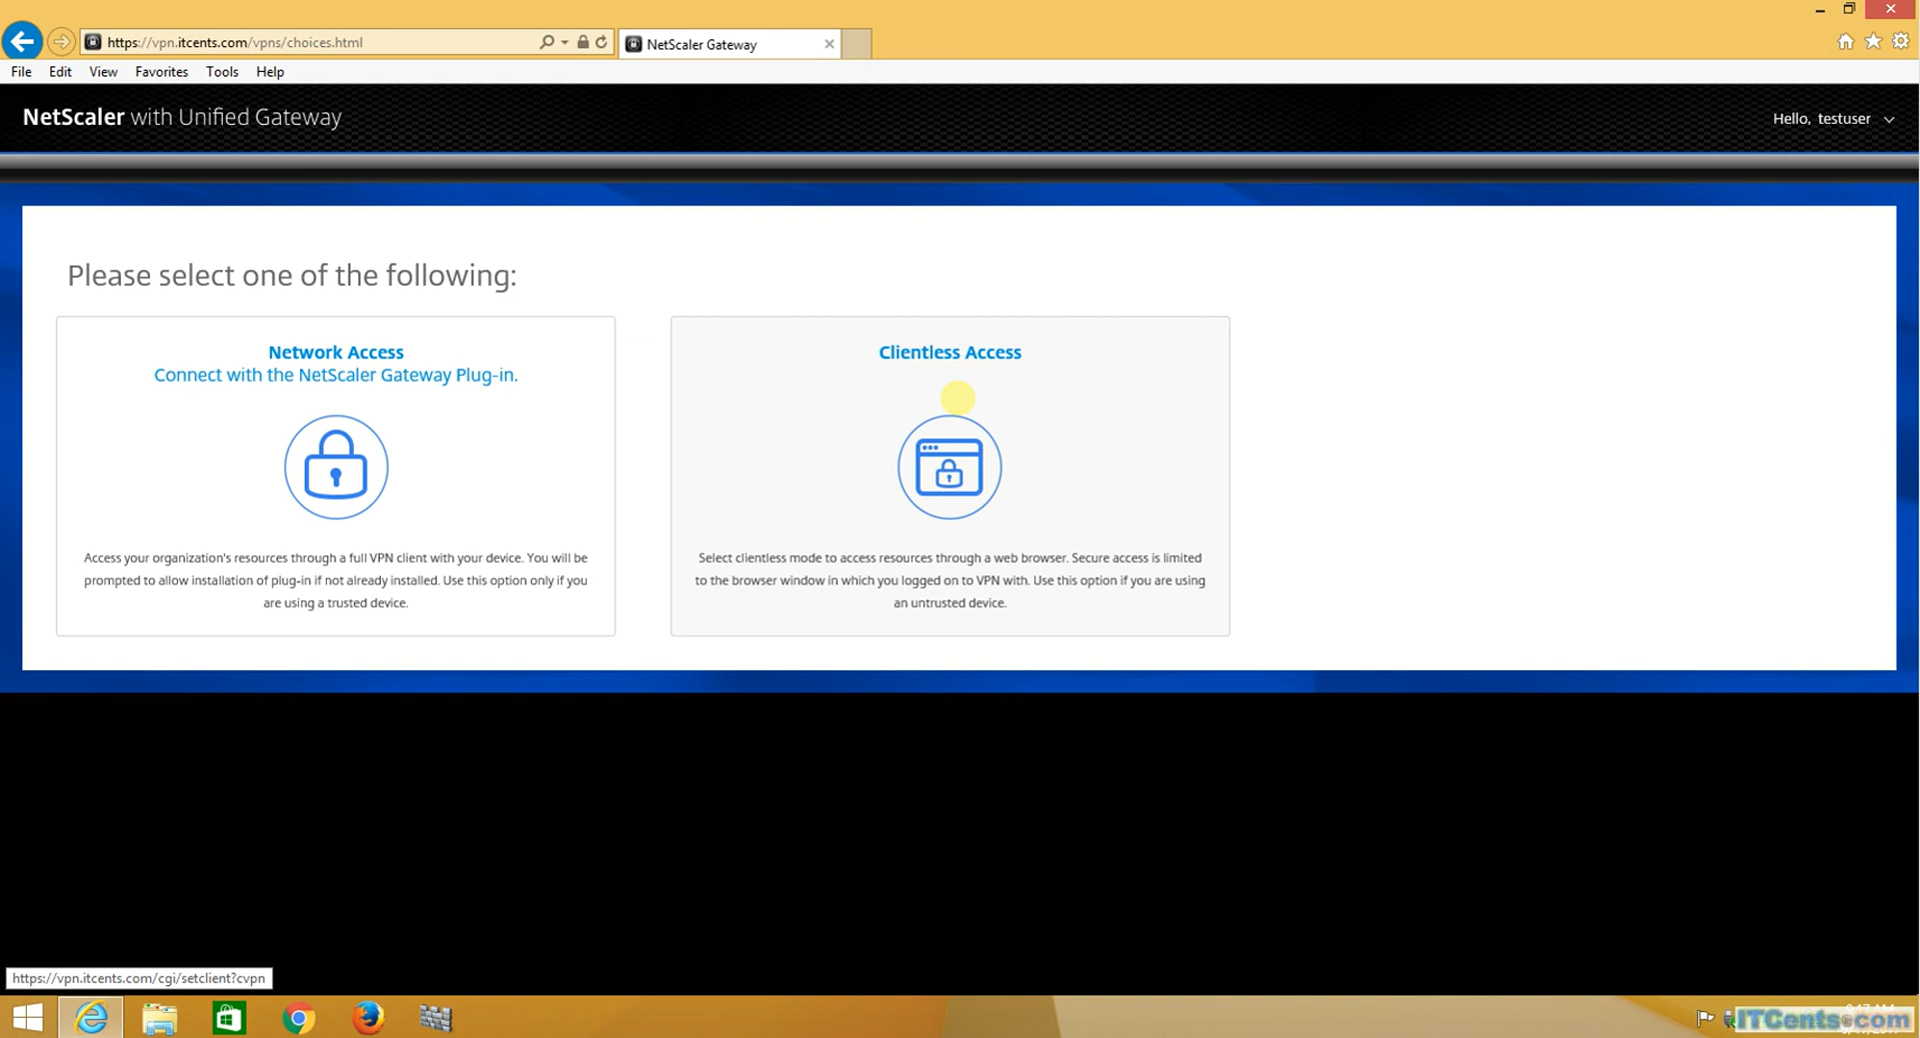 https://vpn.itcents.com/vpns/choices.html
NetScaler Gateway
File Edit View Favorites Tools Help
NetScaler with Unified Gateway
Hello, testuser
Please select one of the following:
Network Access
Connect with the NetScaler Gateway Plug-in.
Access your organization's resources through a full VPN client with your device. You will be
prompted to allow installation of plug-in if not already installed. Use this option only if you
are using a trusted device.
Clientless Access
Select clientless mode to access resources through a web browser. Secure access is limited
to the browser window in which you logged on to VPN with. Use this option if you are using
an untrusted device.
https://vpn.itcents.com/cgi/setclient?cvpn
ITCents.com